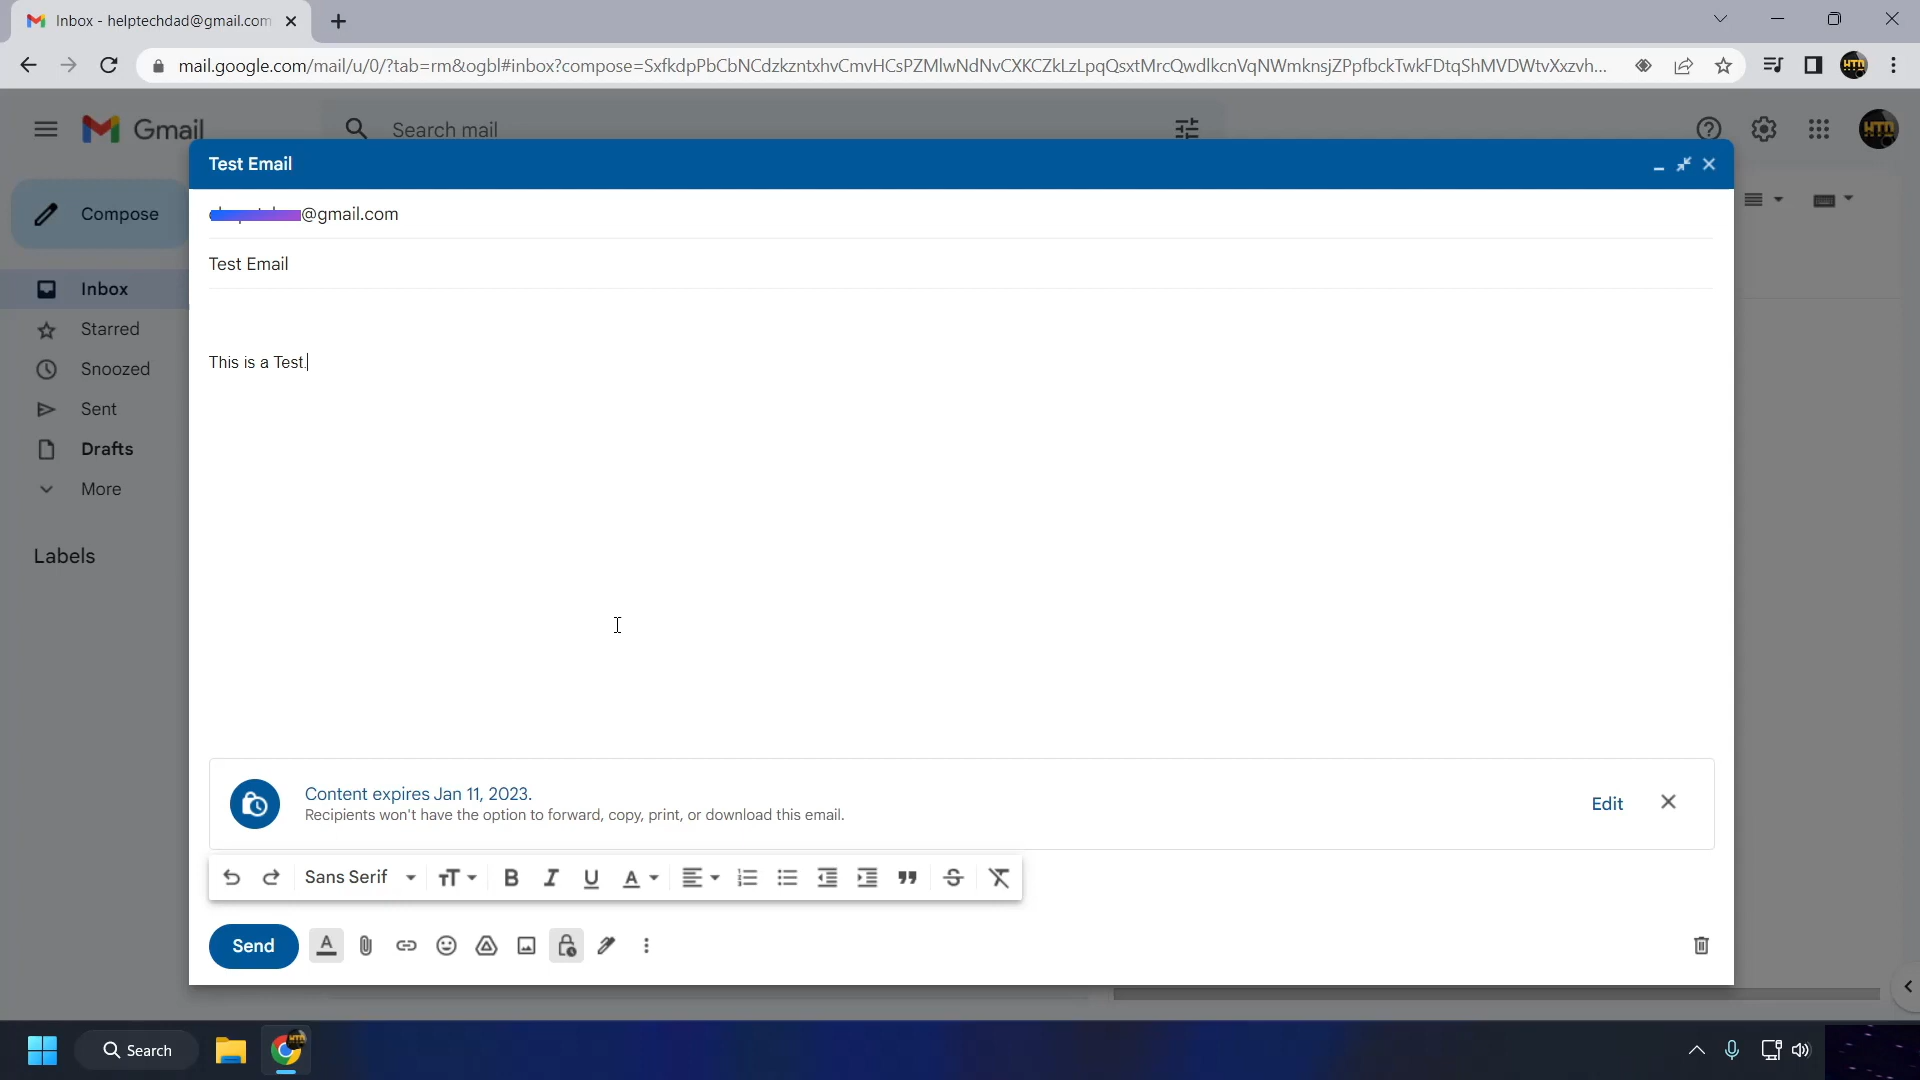 Inbox - helptechdad@gmail.com
mail.google.com/mail/u/0/?tab=rm&ogbl#inbox?compose=SxfkdpPbCbNCdzkzntxhvCmvHCsPZMlwNdNvCXKCZkLzLpqQsxtMrcQwdlkcnVqNWmknsjZPpfbckTwkFDtqShMVDWtvXxzvh...
Gmail
Search mail
Test Email
Compose
@gmail.com
Test Email
Inbox
Starred
This is a Test.
Snoozed
Sent
Drafts
More
Labels
Content expires Jan 11, 2023.
Recipients won't have the option to forward, copy, print, or download this email.
Edit
Sans Serif
Send
Search